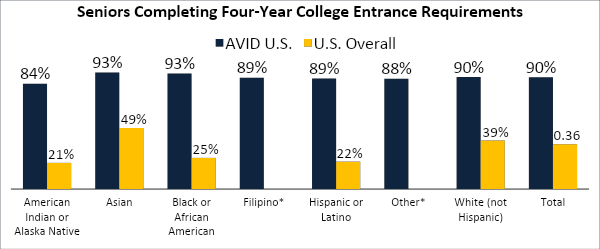 Seniors Completing Four-Year College Entrance Requirements
AVID U.S. U.S. Overall
84% 21%
93% 49%
93% 25%
89%
89% 22%
88%
90% 39%
90% 0.36
American
Indian or
Alaska Native
Asian
Black or
African
American
Filipino*
Hispanic or
Latino
Other*
White (not
Hispanic)
Total